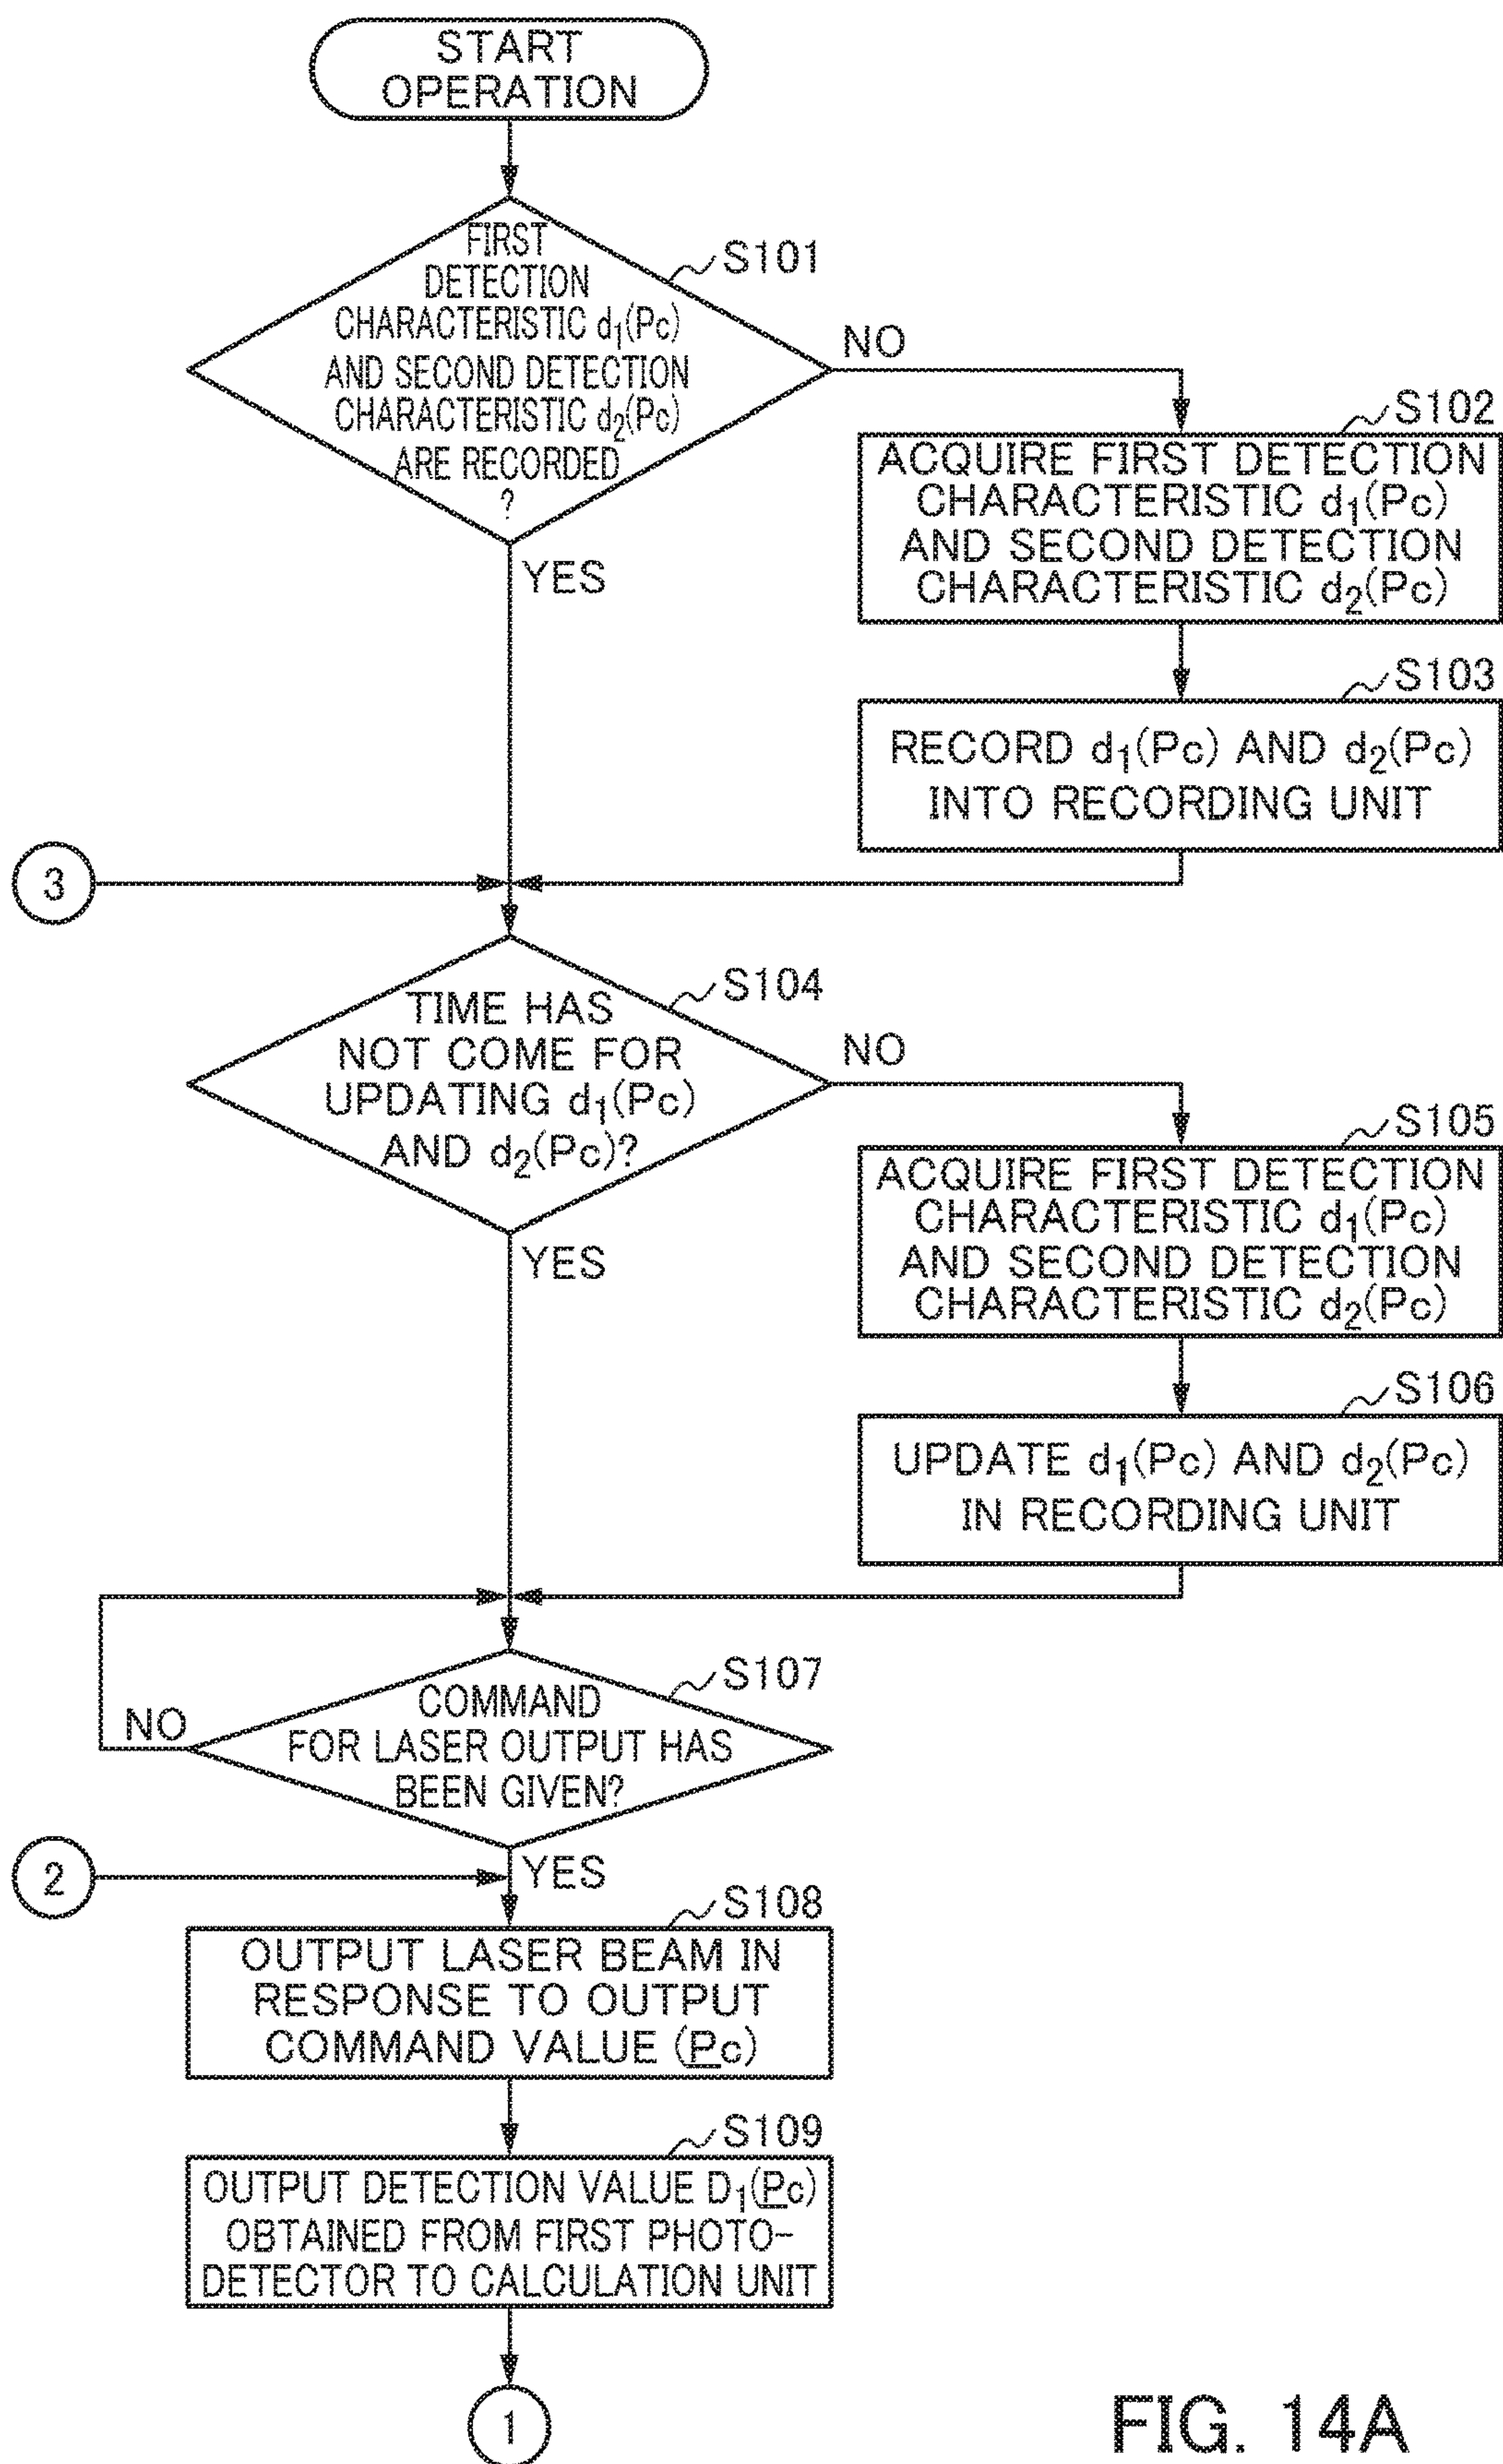 START
OPERATION
FIRST
DETECTION
CHARACTERISTIC d₁(Pc)
AND SECOND DETECTION
CHARACTERISTIC d₂(Pc)
ARE RECORDED
?
S101
NO
YES
S102
ACQUIRE FIRST DETECTION
CHARACTERISTIC d₁(Pc)
AND SECOND DETECTION
CHARACTERISTIC d₂(Pc)
S103
RECORD d₁(Pc) AND d₂(Pc)
INTO RECORDING UNIT
3
S104
TIME HAS
NOT COME FOR
UPDATING d₁(Pc)
AND d₂(Pc)?
NO
YES
S105
ACQUIRE FIRST DETECTION
CHARACTERISTIC d₁(Pc)
AND SECOND DETECTION
CHARACTERISTIC d₂(Pc)
S106
UPDATE d₁(Pc) AND d₂(Pc)
IN RECORDING UNIT
S107
COMMAND
FOR LASER OUTPUT HAS
BEEN GIVEN?
NO
YES
2
S108
OUTPUT LASER BEAM IN
RESPONSE TO OUTPUT
COMMAND VALUE (Pc)
S109
OUTPUT DETECTION VALUE D₁(Pc)
OBTAINED FROM FIRST PHOTO-
DETECTOR TO CALCULATION UNIT
1
FIG. 14A